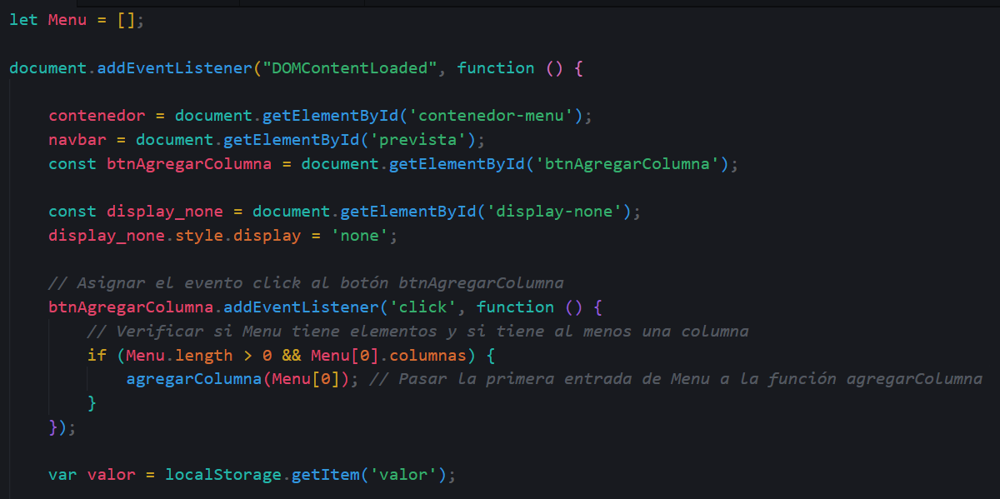 let Menu = [];
document.addEventListener("DOMContentLoaded", function () {
contenedor = document.getElementById('contenedor-menu');
navbar = document.getElementById('prevista');
const btnAgregarColumna = document.getElementById('btnAgregarColumna');
const display_none = document.getElementById('display-none');
display_none.style.display = 'none';
// Asignar el evento click al botón btnAgregarColumna
btnAgregarColumna.addEventListener('click', function () {
// Verificar si Menu tiene elementos y si tiene al menos una columna
if (Menu.length > 0 && Menu[0].columnas) {
agregarColumna(Menu[0]); // Pasar la primera entrada de Menu a la función agregarColumna
}
});
var valor = localStorage.getItem('valor');